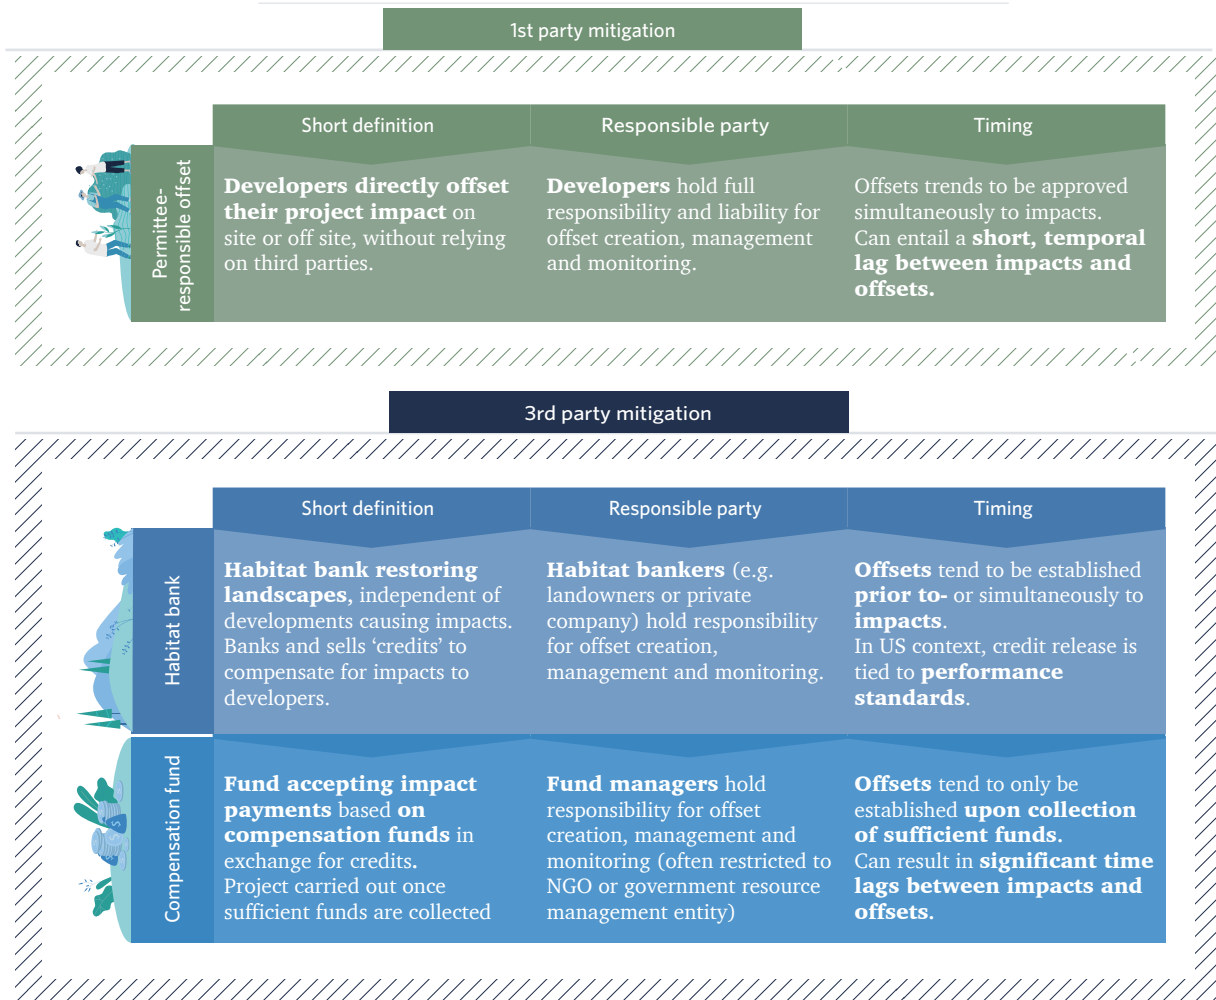 1st party mitigation
Short definition
Responsible party
Timing
Permittee-
responsible offset
Developers directly offset
their project impact on
site or off site, without relying
on third parties.
Developers hold full
responsibility and liability for
offset creation, management
and monitoring.
Offsets trends to be approved
simultaneously to impacts.
Can entail a short, temporal
lag between impacts and
offsets.
3rd party mitigation
Short definition
Responsible party
Timing
Habitat bank
Habitat bank restoring
landscapes, independent of
developments causing impacts.
Banks and sells ‘credits’ to
compensate for impacts to
developers.
Habitat bankers (e.g.
landowners or private
company) hold responsibility
for offset creation,
management and monitoring.
Offsets tend to be established
prior to- or simultaneously to
impacts.
In US context, credit release is
tied to performance
standards.
Compensation fund
Fund accepting impact
payments based on
compensation funds in
exchange for credits.
Project carried out once
sufficient funds are collected
Fund managers hold
responsibility for offset
creation, management and
monitoring (often restricted to
NGO or government resource
management entity)
Offsets tend to only be
established upon collection
of sufficient funds.
Can result in significant time
lags between impacts and
offsets.